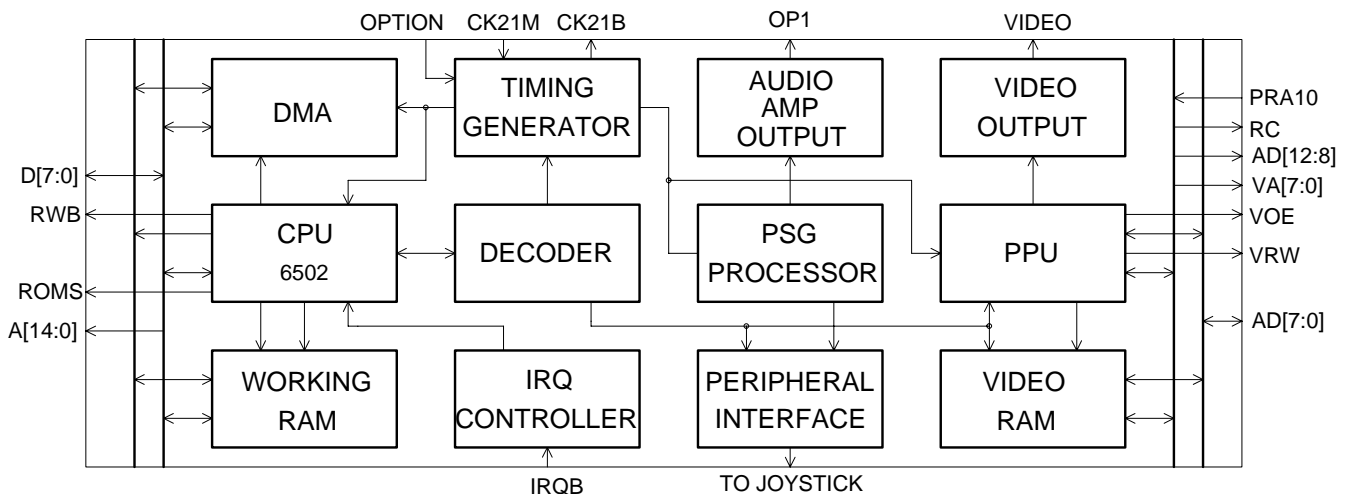 OPTION CK21M CK21B OP1 VIDEO
DMA
TIMING
GENERATOR
AUDIO
AMP
OUTPUT
VIDEO
OUTPUT
PRA10
RC
AD[12:8]
VA[7:0]
VOE
VRW
AD[7:0]
D[7:0]
RWB
ROMS
A[14:0]
CPU
6502
DECODER
PSG
PROCESSOR
PPU
WORKING
RAM
IRQ
CONTROLLER
PERIPHERAL
INTERFACE
VIDEO
RAM
IRQB TO JOYSTICK